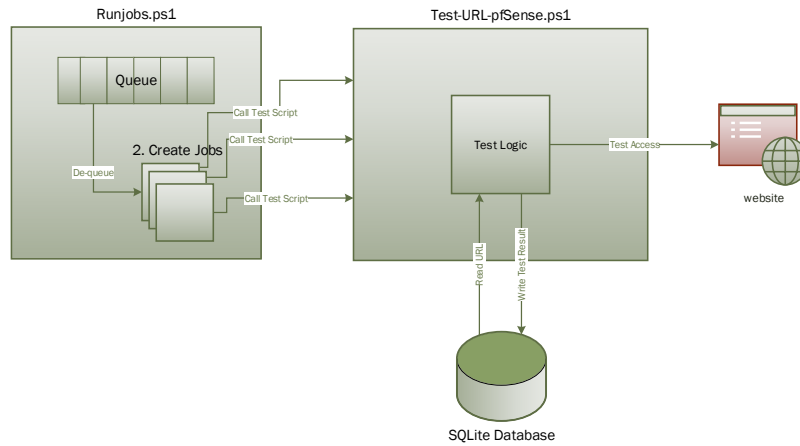 Runjobs.ps1
Test-URL-pfSense.ps1
Queue
Call Test Script
Call Test Script
2. Create Jobs
Test Logic
Test Access
De-queue
Call Test Script
website
Read URL
Write Test Result
SQLite Database